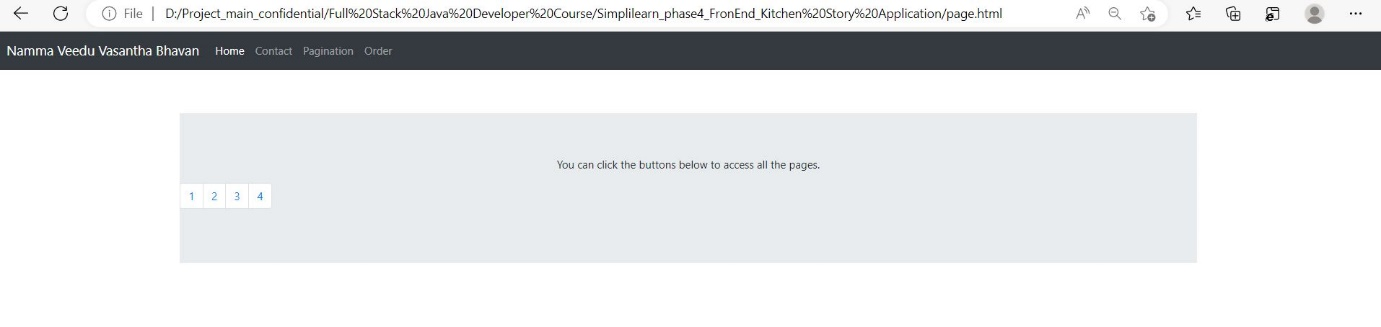 File | D:/Project_main_confidential/Full%20Stack%20Java%20Developer%20Course/Simplilearn_phase4_FronEnd_Kitchen%20Story%20Application/page.html
Namma Veedu Vasantha Bhavan Home Contact Pagination Order
You can click the buttons below to access all the pages.
1 2 3 4